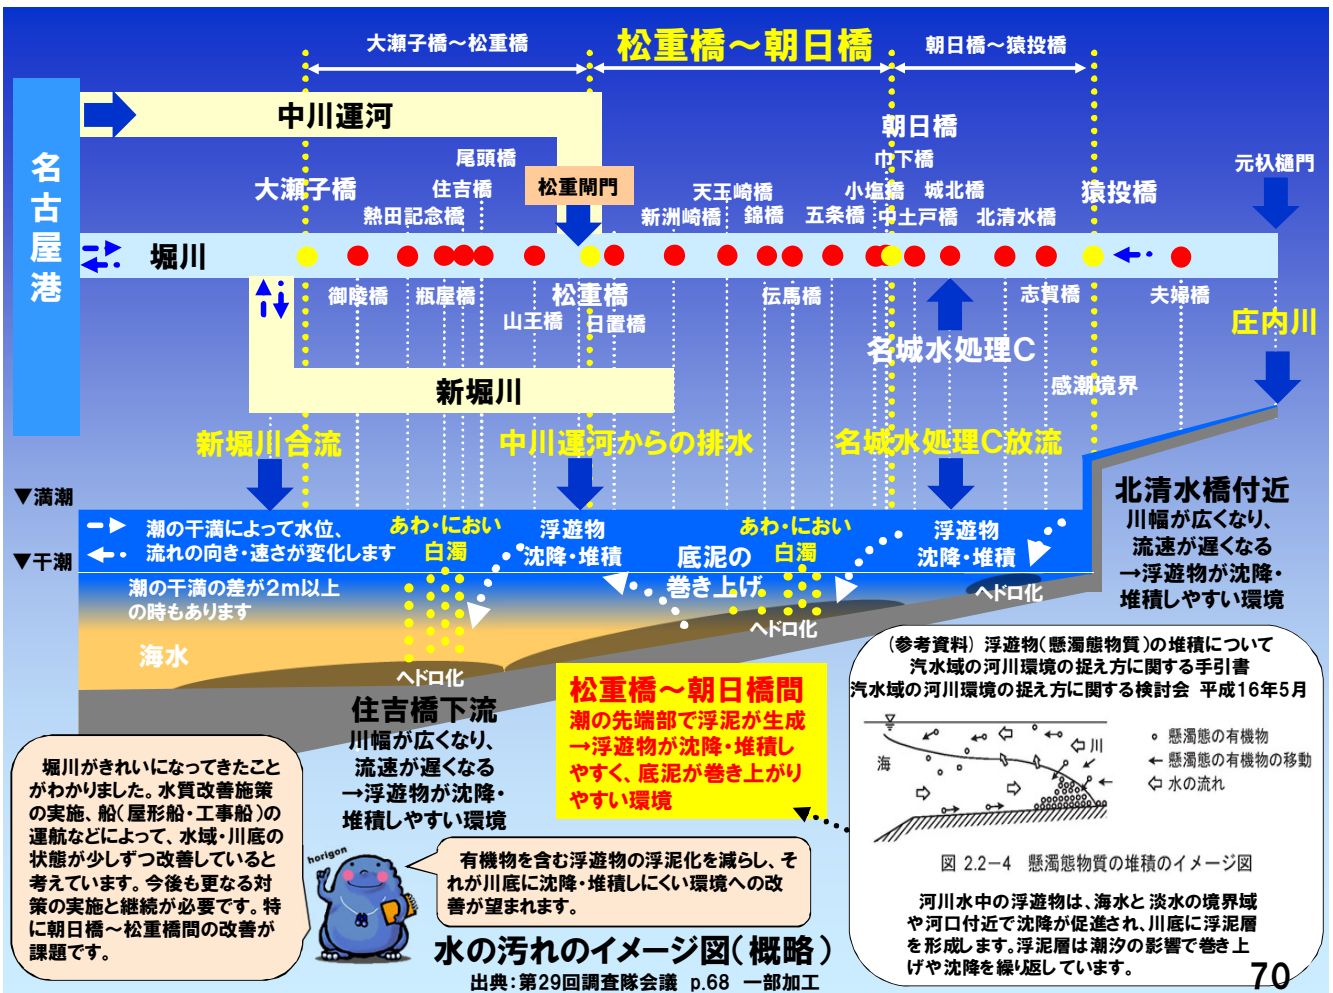 大瀬子橋～松重橋
松重橋～朝日橋
朝日橋～猿投橋
名古屋港
中川運河
朝日橋
尾頭橋
巾下橋
元杁樋門
大瀬子橋
住吉橋
松重閘門
天王崎橋
小塩橋
城北橋
猿投橋
熱田記念橋
新洲崎橋
錦橋
五条橋
中土戸橋
北清水橋
堀川
御陵橋
瓶屋橋
松重橋
伝馬橋
志賀橋
夫婦橋
山王橋
日置橋
庄内川
名城水処理C
新堀川
感潮境界
新堀川合流
中川運河からの排水
名城水処理C放流
▼満潮
▼干潮
潮の干満によって水位、
流れの向き・速さが変化します
潮の干満の差が2m以上
の時もあります
海水
あわ・におい
白濁
浮遊物
沈降・堆積
底泥の
巻き上げ
あわ・におい
白濁
浮遊物
沈降・堆積
ヘドロ化
ヘドロ化
ヘドロ化
北清水橋付近
川幅が広くなり、
流速が遅くなる
→浮遊物が沈降・
堆積しやすい環境
住吉橋下流
川幅が広くなり、
流速が遅くなる
→浮遊物が沈降・
堆積しやすい環境
松重橋～朝日橋間
潮の先端部で浮泥が生成
→浮遊物が沈降・堆積し
やすく、底泥が巻き上がり
やすい環境
(参考資料) 浮遊物(懸濁態物質)の堆積について
汽水域の河川環境の捉え方に関する手引書
汽水域の河川環境の捉え方に関する検討会 平成16年5月
海
川
懸濁態の有機物
懸濁態の有機物の移動
水の流れ
図 2.2－4 懸濁態物質の堆積のイメージ図
河川水中の浮遊物は、海水と淡水の境界域
や河口付近で沈降が促進され、川底に浮泥層
を形成します。浮泥層は潮汐の影響で巻き上
げや沈降を繰り返しています。
堀川がきれいになってきたこと
がわかりました。水質改善施策
の実施、船(屋形船・工事船)の
運航などによって、水域・川底の
状態が少しずつ改善していると
考えています。今後も更なる対
策の実施と継続が必要です。特
に朝日橋～松重橋間の改善が
課題です。
horigon
有機物を含む浮遊物の浮泥化を減らし、そ
れが川底に沈降・堆積しにくい環境への改
善が望まれます。
水の汚れのイメージ図(概略)
出典：第29回調査隊会議 p.68 一部加工
70